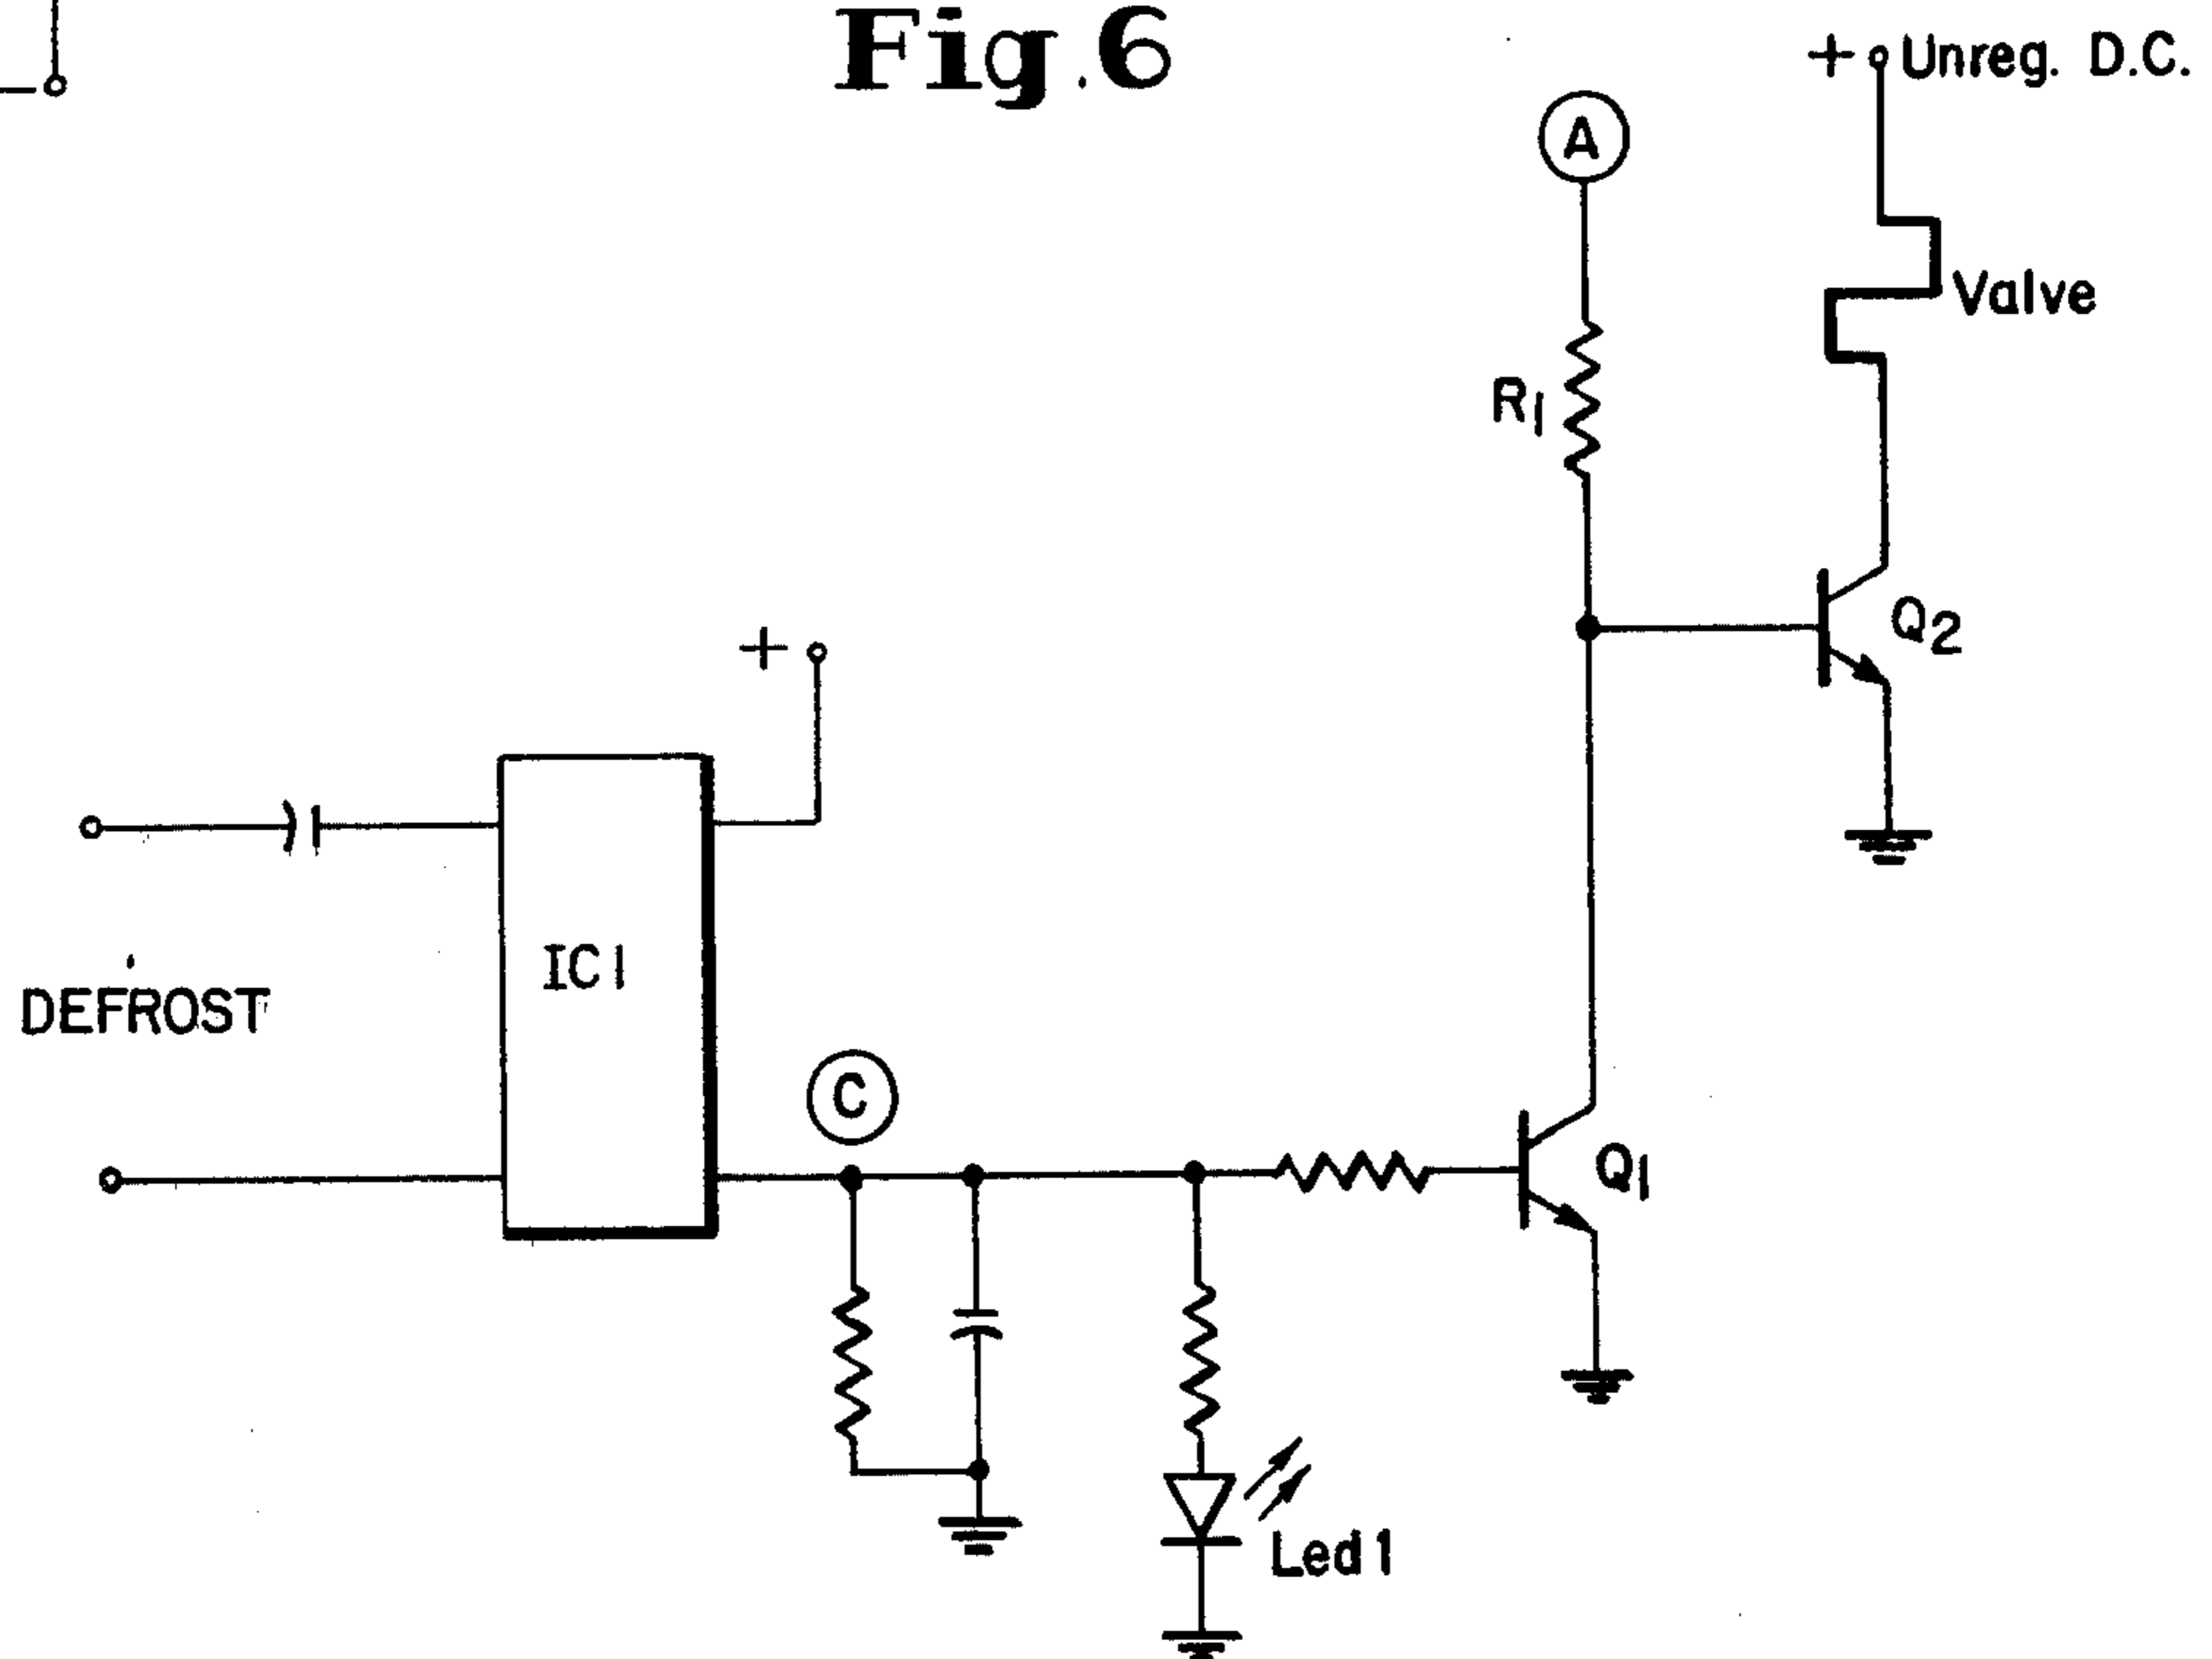 Fig.6
+ Unreg. D.C.
A
Valve
R1
Q2
+
IC1
DEFROST
C
Q1
Led1